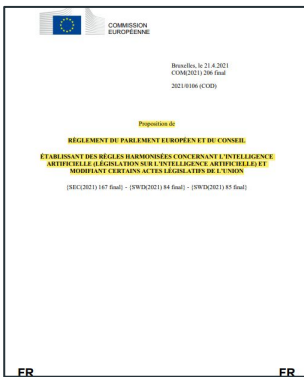 COMMISSION
EUROPÉENNE
Bruxelles, le 21.4.2021
COM(2021) 206 final
2021/0106 (COD)
Proposition de
RÈGLEMENT DU PARLEMENT EUROPÉEN ET DU CONSEIL
ÉTABLISSANT DES RÈGLES HARMONISÉES CONCERNANT L'INTELLIGENCE
ARTIFICIELLE (LÉGISLATION SUR L'INTELLIGENCE ARTIFICIELLE) ET
MODIFIANT CERTAINS ACTES LÉGISLATIFS DE L'UNION
{SEC(2021) 167 final} - {SWD(2021) 84 final} - {SWD(2021) 85 final}
FR FR